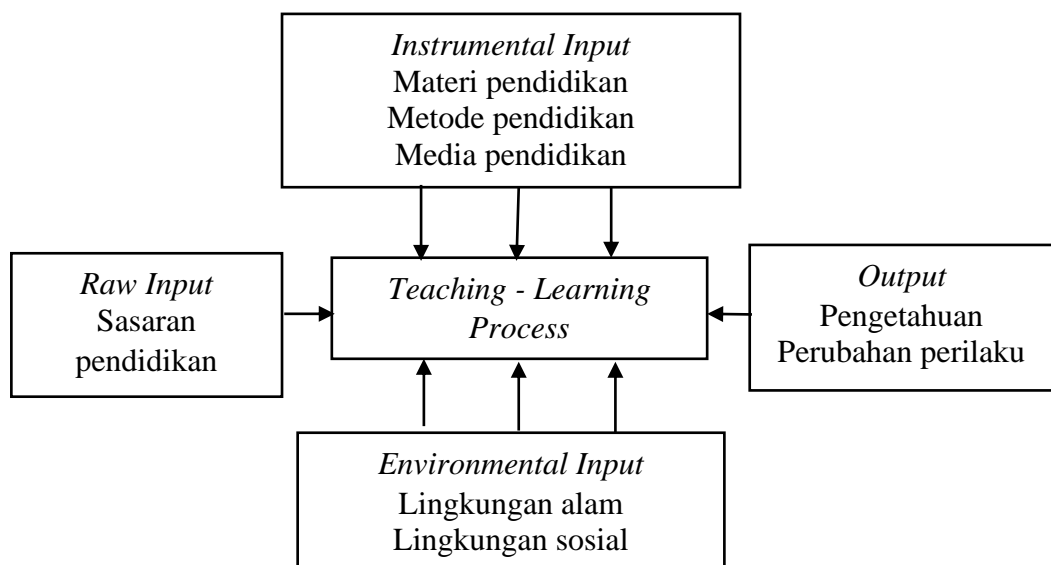 Instrumental Input
Materi pendidikan
Metode pendidikan
Media pendidikan
Raw Input
Sasaran
pendidikan
Teaching - Learning
Process
Output
Pengetahuan
Perubahan perilaku
Environmental Input
Lingkungan alam
Lingkungan sosial